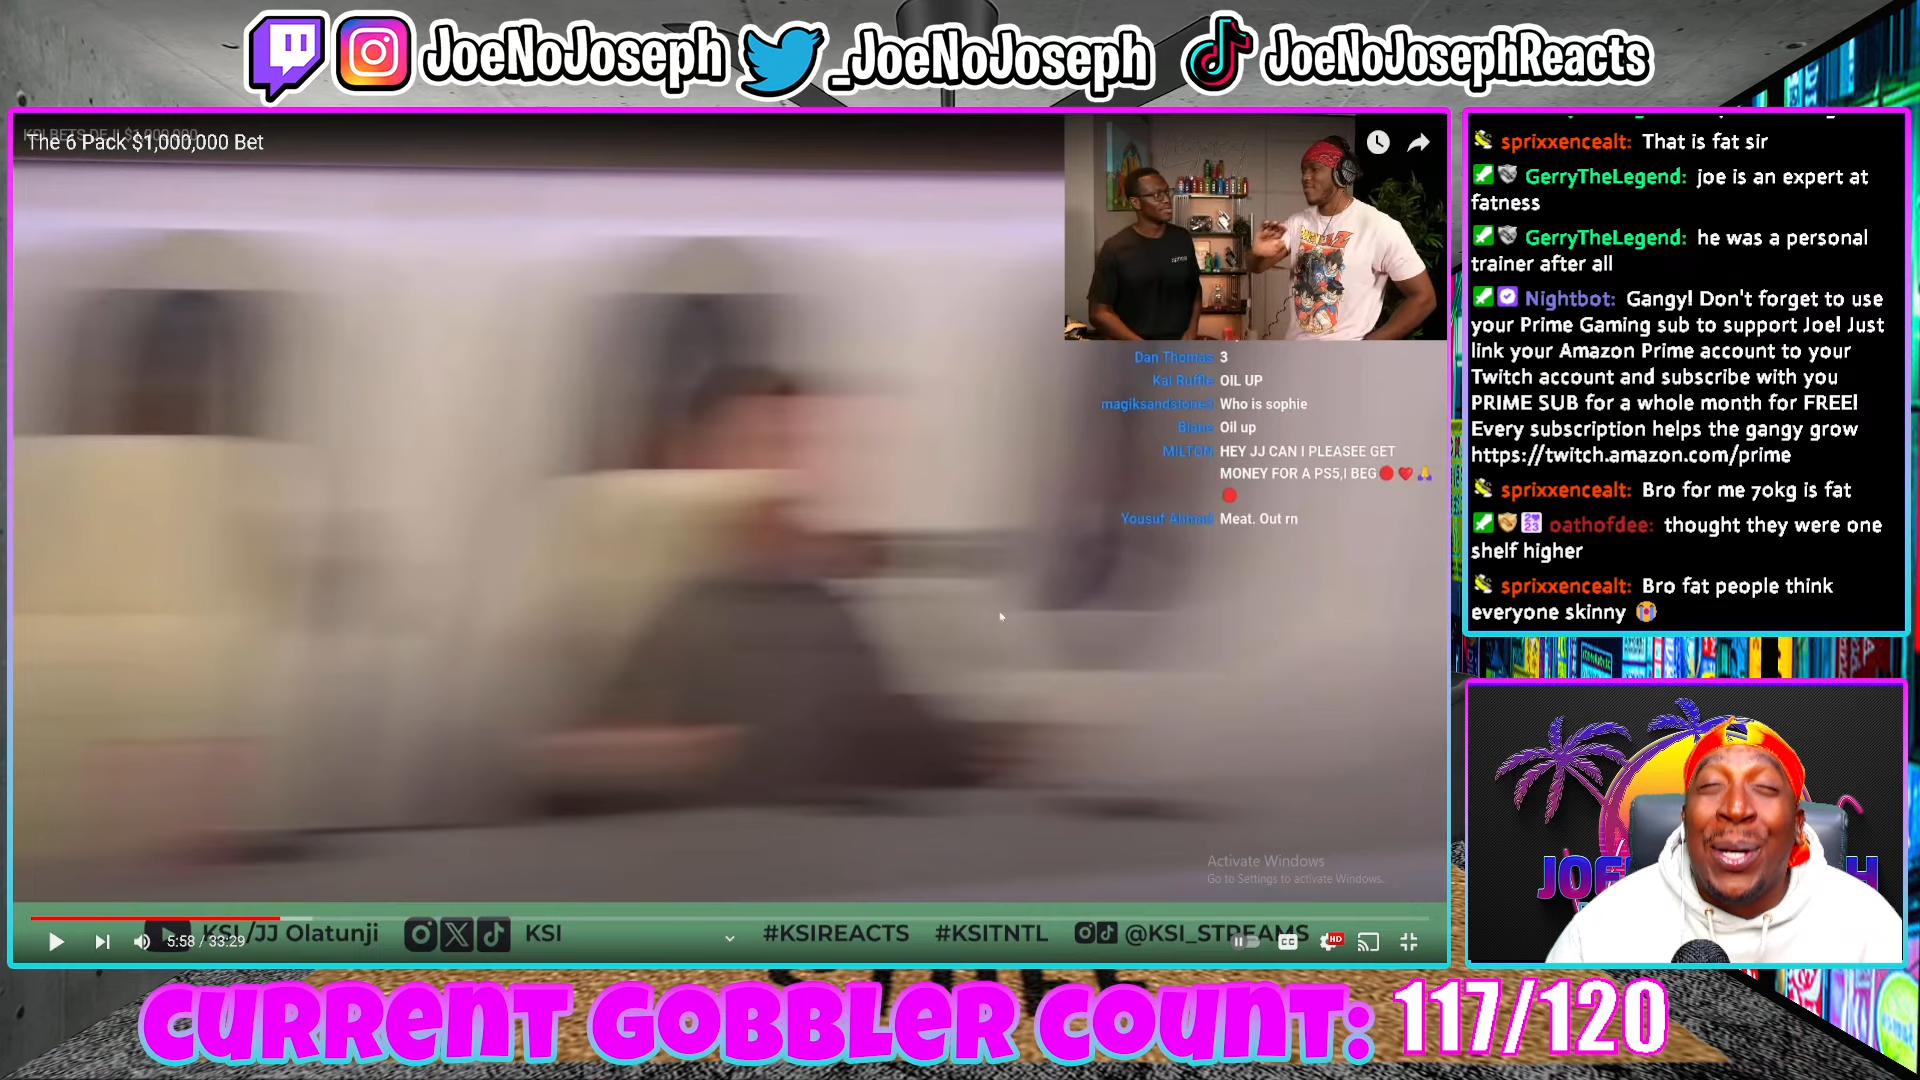 JoeNoJoseph
_JoeNoJoseph
JoeNoJosephReacts
The 6 Pack $1,000,000 Bet
Dan Thomas 3
Kai Ruffle OIL UP
Who is sophie
Blane Oil up
MILTON HEY JJ CAN I PLEASEE GET
MONEY FOR A PS5,I BEG🔴❤️🙏
🔴
Yousuf Ahmad Meat. Out rn
Activate Windows
Go to Settings to activate Windows.
KSI/JJ Olatunji
KSI
#KSIREACTS
#KSITNTL
@KSI_STREAMS
5:58 / 33:29
CC
HD
sprixxencealt: That is fat sir
GerryTheLegend: joe is an expert at
fatness
GerryTheLegend: he was a personal
trainer after all
Nightbot: Gangy! Don't forget to use
your Prime Gaming sub to support Joe! Just
link your Amazon Prime account to your
Twitch account and subscribe with you
PRIME SUB for a whole month for FREE!
Every subscription helps the gangy grow
https://twitch.amazon.com/prime
sprixxencealt: Bro for me 70kg is fat
oathofdee: thought they were one
shelf higher
sprixxencealt: Bro fat people think
everyone skinny 😭
CURRENT GOBBLER COUNT: 117/120